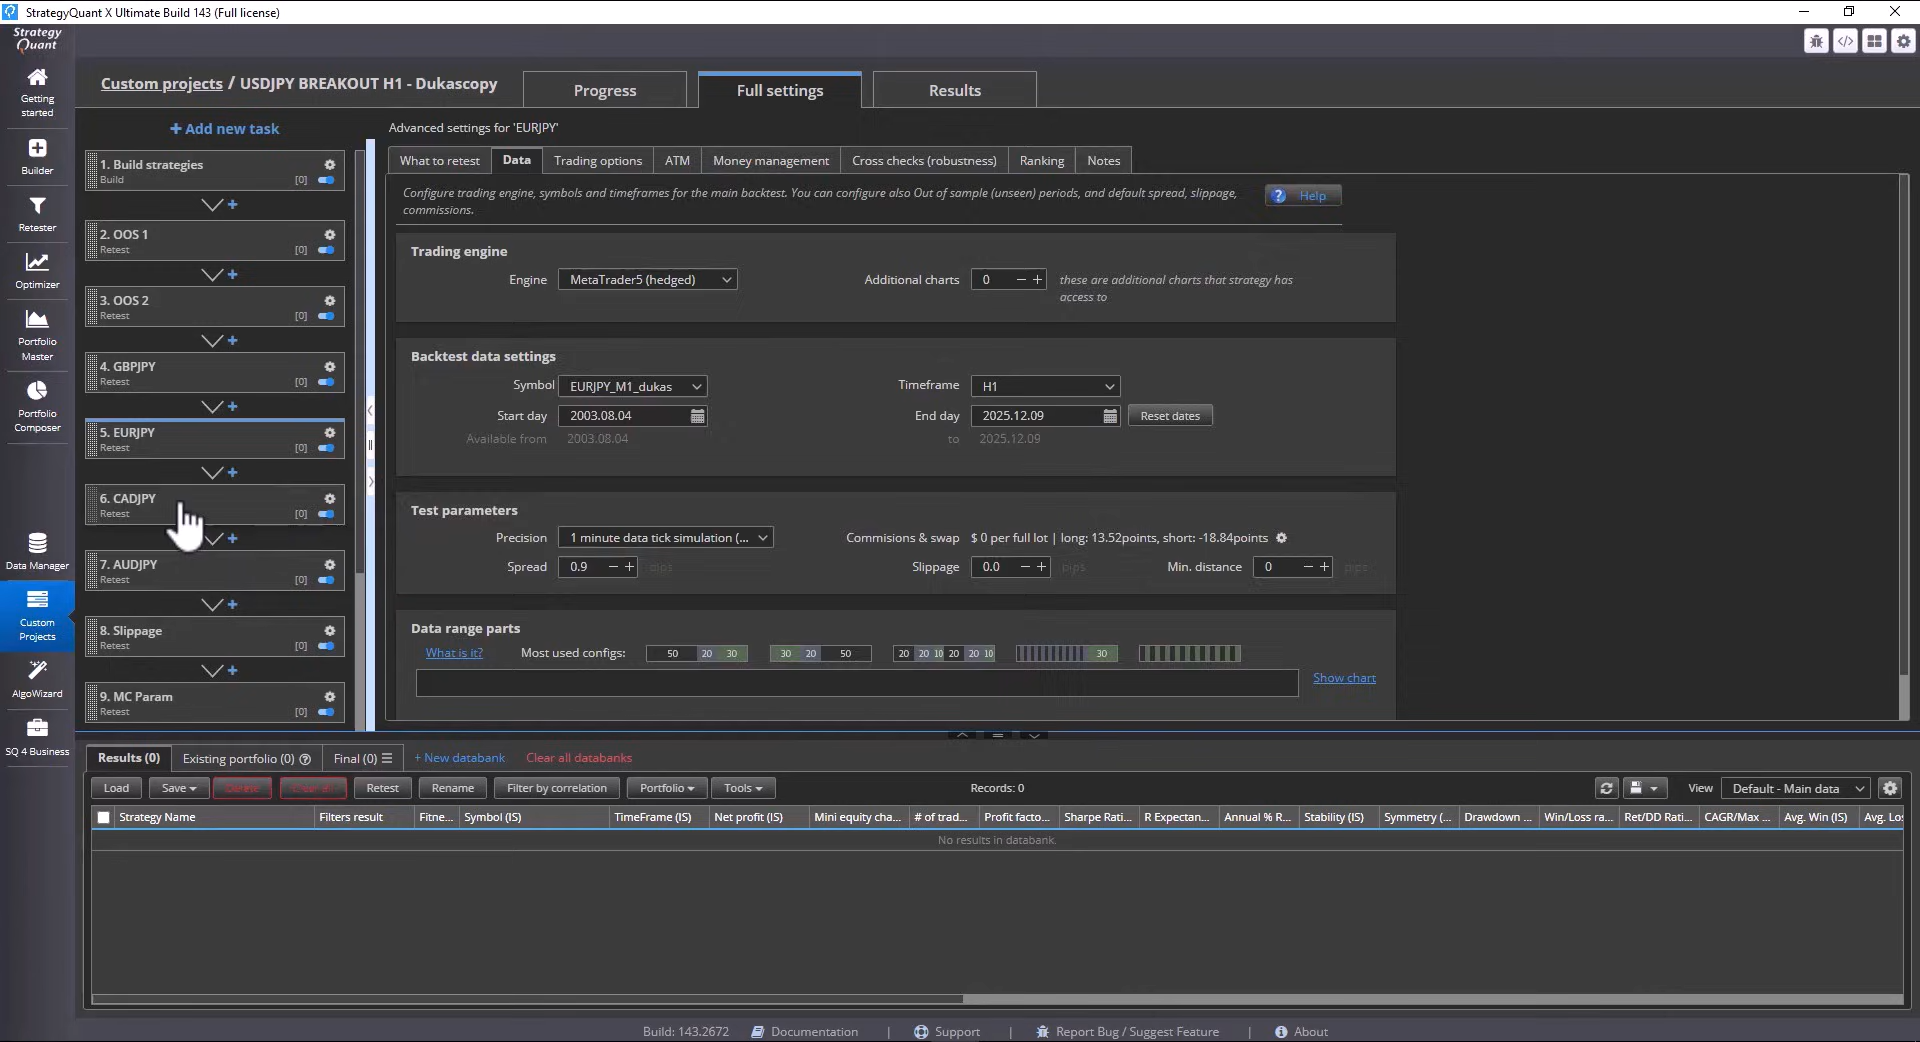 StrategyQuant X Ultimate Build 143 (Full license)
Strategy
Quant
Getting
started
Builder
Retester
Optimizer
Portfolio
Master
Portfolio
Composer
Data Manager
Custom
Projects
AlgoWizard
SQ 4 Business
Custom projects / USDJPY BREAKOUT H1 - Dukascopy
Progress
Full settings
Results
+ Add new task
1. Build strategies
Build [0]
2. OOS 1
Retest [0]
3. OOS 2
Retest [0]
4. GBPJPY
Retest [0]
5. EURJPY
Retest [0]
6. CADJPY
Retest [0]
7. AUDJPY
Retest [0]
8. Slippage
Retest [0]
9. MC Param
Retest [0]
Advanced settings for 'EURJPY'
What to retest Data Trading options ATM Money management Cross checks (robustness) Ranking Notes
Configure trading engine, symbols and timeframes for the main backtest. You can configure also Out of sample (unseen) periods, and default spread, slippage,
commissions.
? Help
Trading engine
Engine MetaTrader5 (hedged) Additional charts 0 − + these are additional charts that strategy has
access to
Backtest data settings
Symbol EURJPY_M1_dukas Timeframe H1
Start day 2003.08.04 End day 2025.12.09 Reset dates
Available from 2003.08.04 to 2025.12.09
Test parameters
Precision 1 minute data tick simulation (... Commisions & swap $ 0 per full lot | long: 13.52points, short: -18.84points
Spread 0.9 − + pips Slippage 0.0 − + pips Min. distance 0 − + pips
Data range parts
What is it? Most used configs: 50 20 30 30 20 50 20 20 10 20 20 10 30
Show chart
Results (0) Existing portfolio (0) ? Final (0) + New databank Clear all databanks
Load Save Delete Clear all Retest Rename Filter by correlation Portfolio Tools Records: 0 View Default - Main data
Strategy Name Filters result Fitne... Symbol (IS) TimeFrame (IS) Net profit (IS) Mini equity cha... # of trad... Profit facto... Sharpe Rati... R Expectan... Annual % R... Stability (IS) Symmetry (... Drawdown ... Win/Loss ra... Ret/DD Rati... CAGR/Max ... Avg. Win (IS) Avg. Lo
No results in databank.
Build: 143.2672 Documentation | Support | Report Bug / Suggest Feature | About